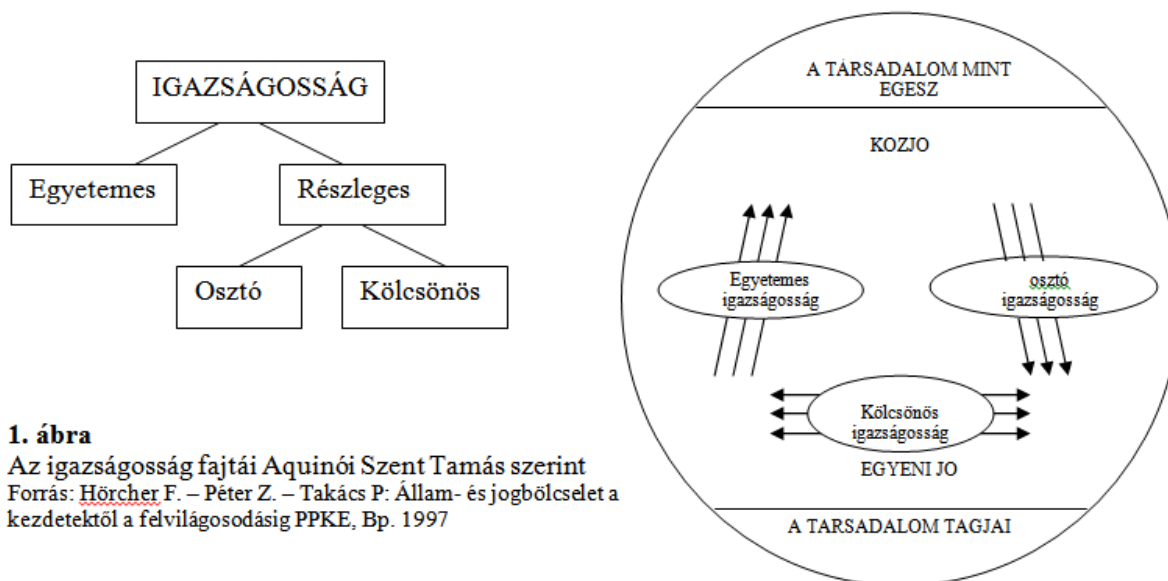 IGAZSÁGOSSÁG
Egyetemes
Részleges
Osztó
Kölcsönös
1. ábra
Az igazságosság fajtái Aquinói Szent Tamás szerint
Forrás: Hörcher F. – Péter Z. – Takács P: Állam- és jogbölcselet a
kezdetektől a felvilágosodásig PPKE, Bp. 1997
A TÁRSADALOM MINT
EGESZ
KOZJO
Egyetemes
igazságosság
osztó
igazságosság
Kölcsönös
igazságosság
EGYENI JO
A TARSADALOM TAGJAI